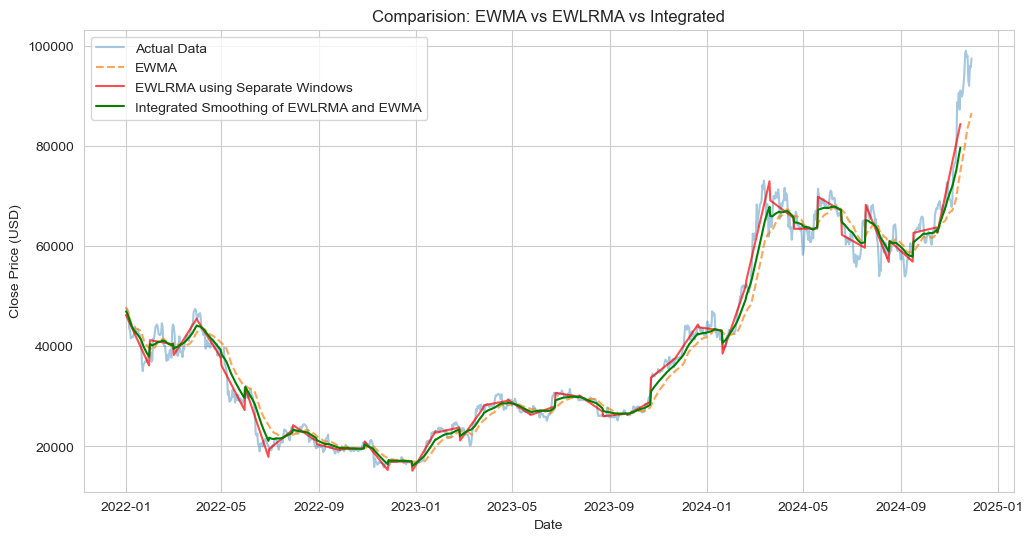 Comparision: EWMA vs EWLRMA vs Integrated
Actual Data
EWMA
EWLRMA using Separate Windows
Integrated Smoothing of EWLRMA and EWMA
Close Price (USD)
100000
80000
60000
40000
20000
2022-01 2022-05 2022-09 2023-01 2023-05 2023-09 2024-01 2024-05 2024-09 2025-01
Date